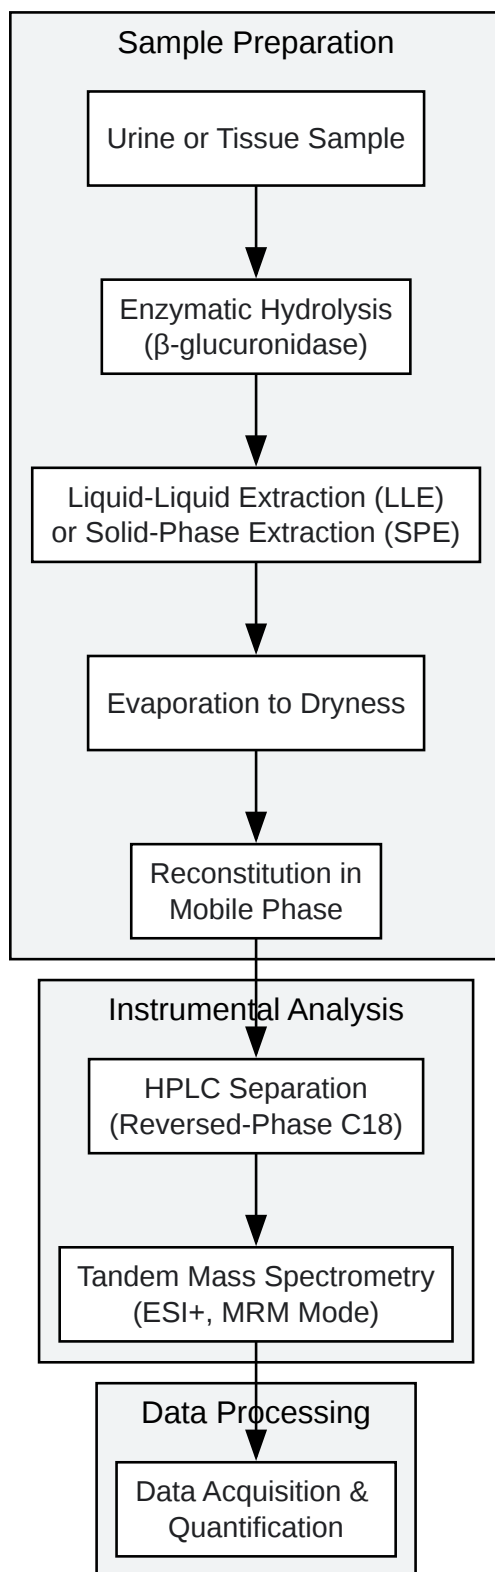 Sample Preparation
Urine or Tissue Sample
Enzymatic Hydrolysis
(β-glucuronidase)
Liquid-Liquid Extraction (LLE)
or Solid-Phase Extraction (SPE)
Evaporation to Dryness
Reconstitution in
Mobile Phase
Instrumental Analysis
HPLC Separation
(Reversed-Phase C18)
Tandem Mass Spectrometry
(ESI+, MRM Mode)
Data Processing
Data Acquisition &
Quantification